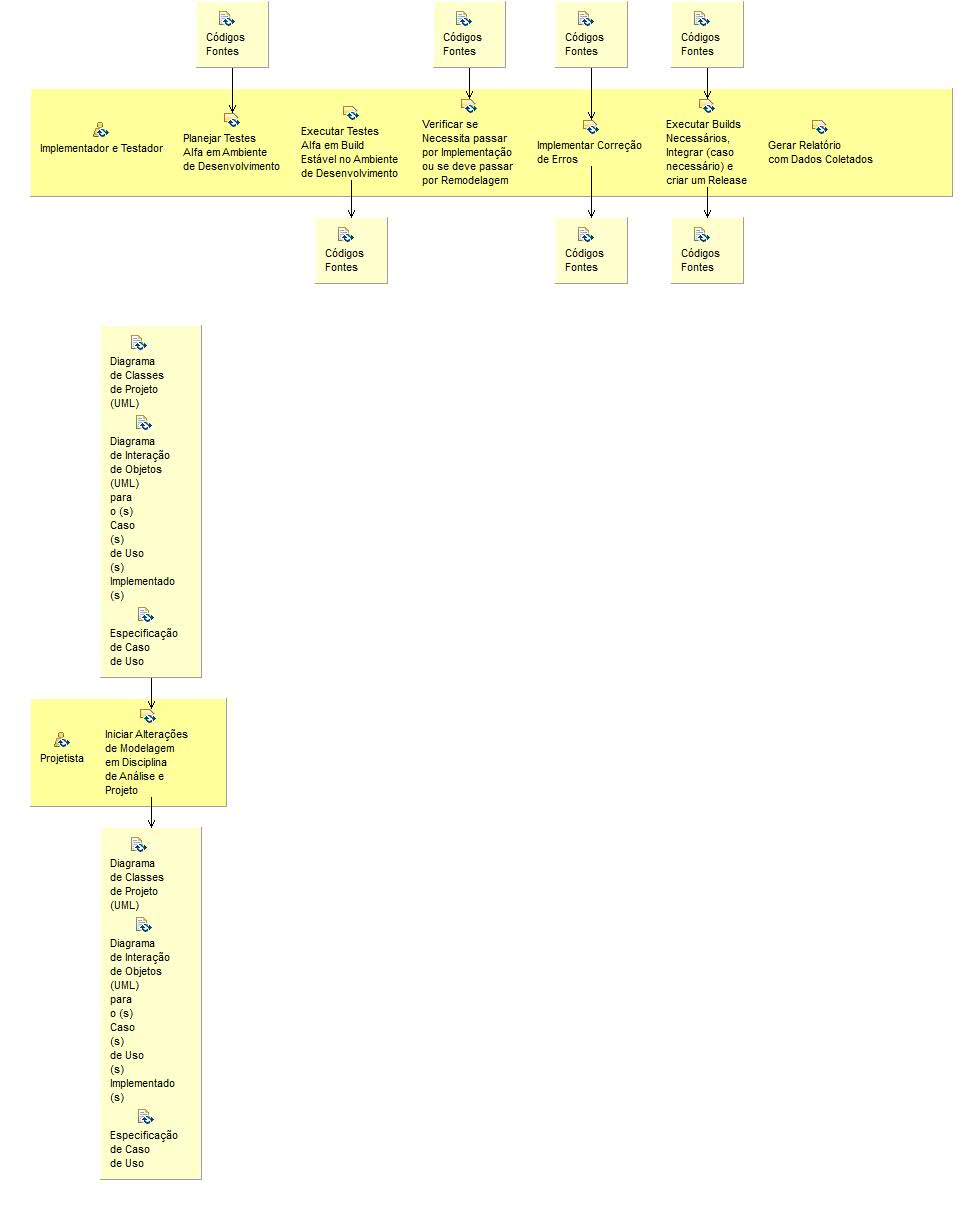 Códigos
Fontes
Códigos
Fontes
Códigos
Fontes
Códigos
Fontes
Implementador e Testador
Planejar Testes
Alfa em Ambiente
de Desenvolvimento
Executar Testes
Alfa em Build
Estável no Ambiente
de Desenvolvimento
Verificar se
Necessita passar
por Implementação
ou se deve passar
por Remodelagem
Implementar Correção
de Erros
Executar Builds
Necessários,
Integrar (caso
necessário) e
criar um Release
Gerar Relatório
com Dados Coletados
Códigos
Fontes
Códigos
Fontes
Códigos
Fontes
Diagrama
de Classes
de Projeto
(UML)
Diagrama
de Interação
de Objetos
(UML)
para
o (s)
Caso
(s)
de Uso
(s)
Implementado
(s)
Especificação
de Caso
de Uso
Projetista
Iniciar Alterações
de Modelagem
em Disciplina
de Análise e
Projeto
Diagrama
de Classes
de Projeto
(UML)
Diagrama
de Interação
de Objetos
(UML)
para
o (s)
Caso
(s)
de Uso
(s)
Implementado
(s)
Especificação
de Caso
de Uso